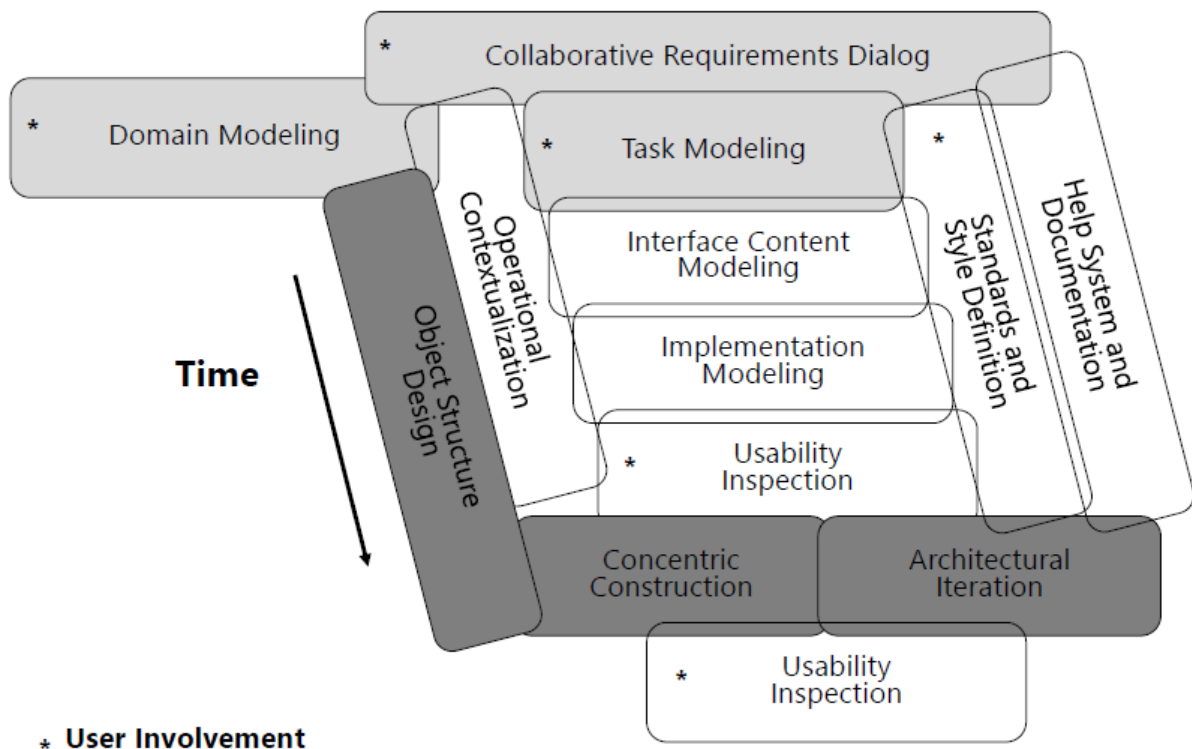 * Collaborative Requirements Dialog
* Domain Modeling
* Task Modeling
*
Operational
Contextualization
Interface Content
Modeling
Standards and
Style Definition
Help System and
Documentation
Object Structure
Design
Time
Implementation
Modeling
* Usability
Inspection
Concentric
Construction
Architectural
Iteration
* Usability
Inspection
* User Involvement